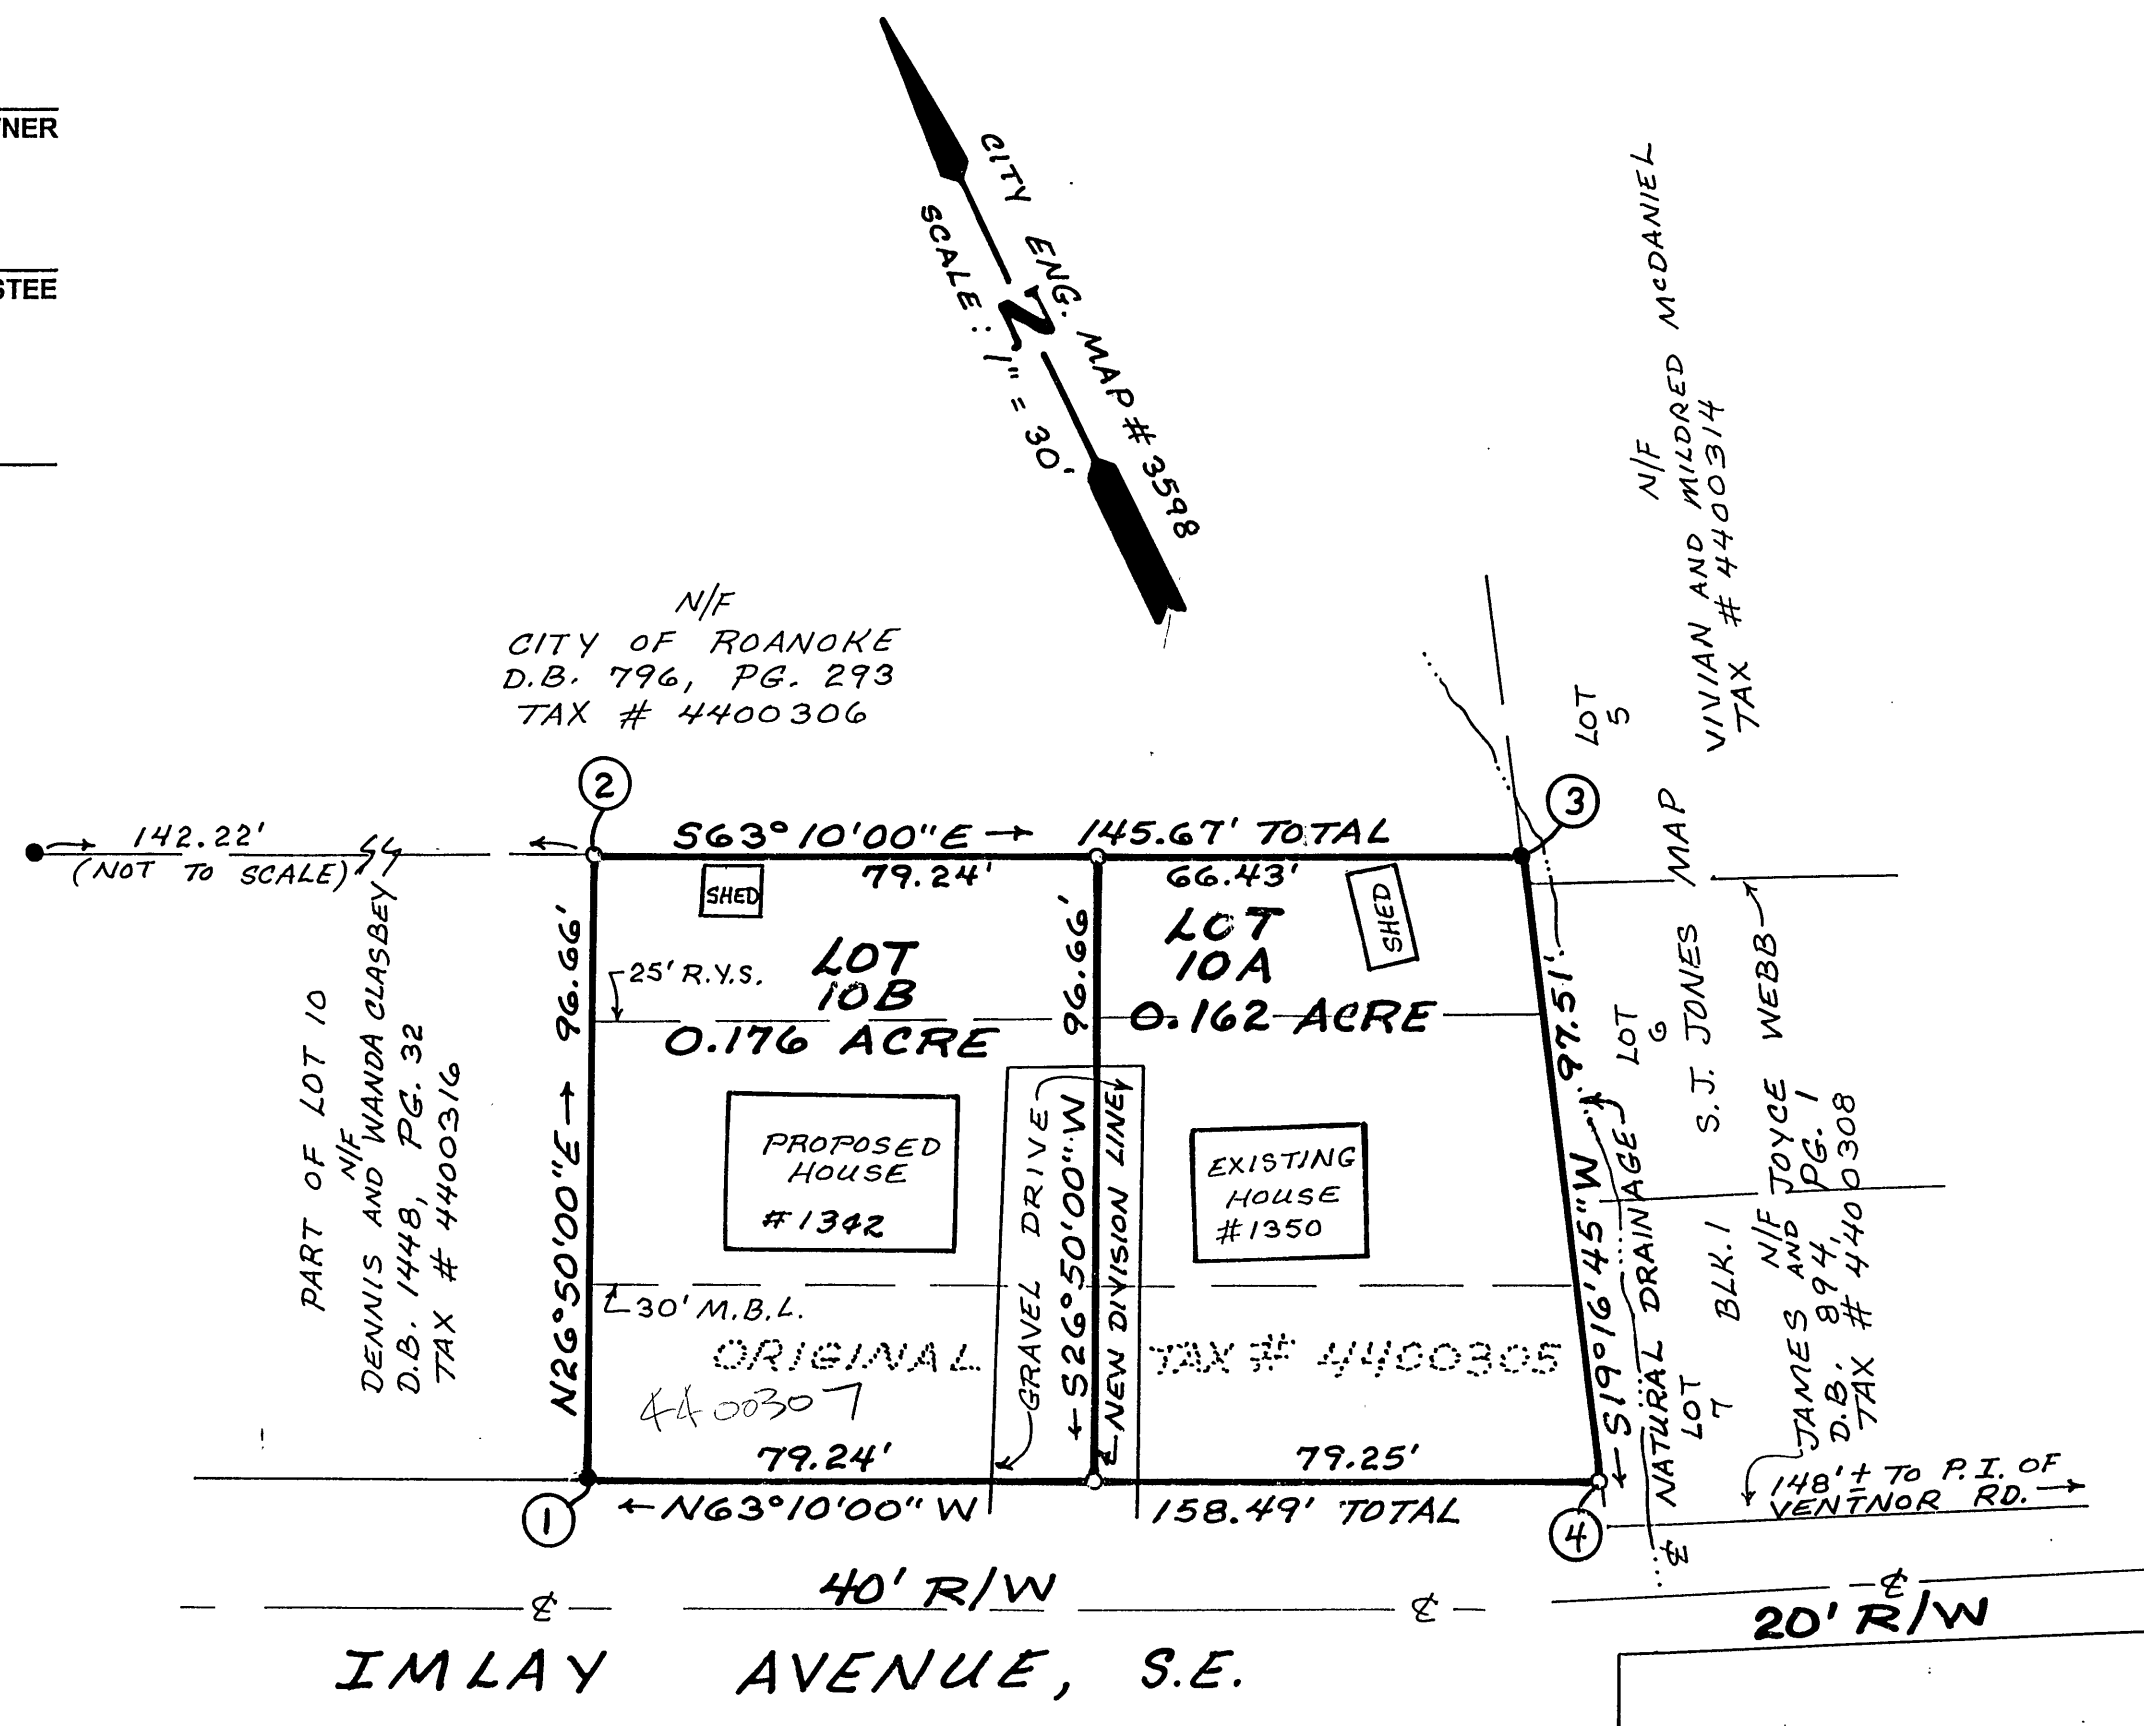 NER
STEE
CITY ENG. MAP # 3598
SCALE: 1" = 30'
N
N/F
VIVIAN AND MILDRED McDANIEL
TAX # 4400314
N/F
CITY OF ROANOKE
D.B. 796, PG. 293
TAX # 4400306
LOT
5
2
3
142.22'
(NOT TO SCALE)
S63°10'00"E → 145.67' TOTAL
79.24'
66.43'
SHED
SHED
LOT
10B
0.176 ACRE
LOT
10A
0.162 ACRE
25' R.Y.S.
N26°50'00"E → 96.66'
96.66'
← S26°50'00"W
← S19°16'45"W 97.51'
PART OF LOT 10
N/F
DENNIS AND WANDA CLASBEY
D.B. 1448, PG. 32
TAX # 4400316
PROPOSED
HOUSE
#1342
GRAVEL DRIVE
NEW DIVISION LINE
EXISTING
HOUSE
#1350
30' M.B.L.
ORIGINAL TAX # 4400305
4400307
NATURAL DRAINAGE
LOT
6
LOT
7
BLK. 1 S. J. JONES MAP
N/F
JAMES AND JOYCE WEBB
D.B. 894, PG. 1
TAX # 4400308
79.24'
79.25'
1
← N63°10'00" W 158.49' TOTAL
4
148'± TO P.I. OF
VENTNOR RD. →
40' R/W
℄ ℄ ℄ ℄
20' R/W
IMLAY AVENUE, S.E.